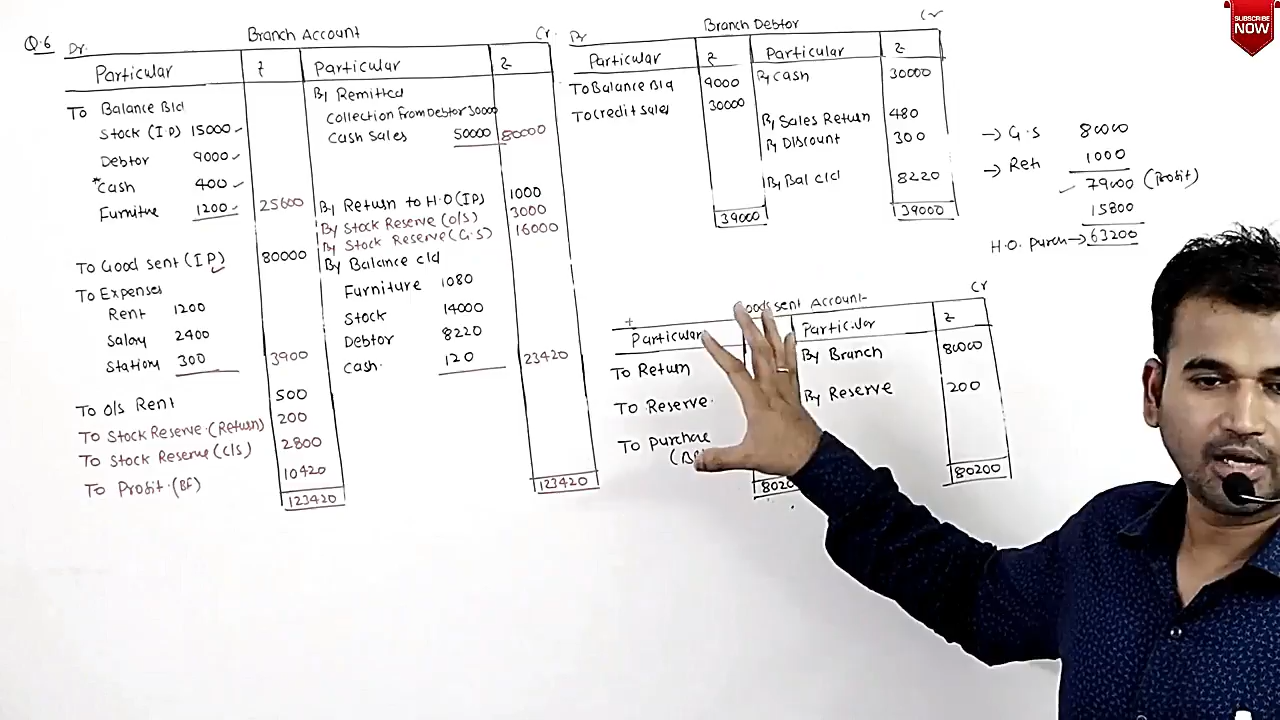 SUBSCRIBE
NOW
Q.6
Dr.
Branch Account
Cr.
Particular
₹
Particular
₹
To Balance B/d
Stock (I.P) 15000
Debtor 9000
*Cash 400
Furnitre 1200
25600
To Good sent (I P)
80000
To Expenses
Rent 1200
Salary 2400
Station 300
3900
To O/s Rent
500
To Stock Reserve (Return)
200
To Stock Reserve (C/s)
2800
To Profit (BF)
10420
123420
By Remitted
Collection From Debtor 30000
Cash Sales 50000
80000
By Return to H.O (IP)
1000
By Stock Reserve (O/S)
3000
By Stock Reserve (G.S)
16000
By Balance c/d
Furniture 1080
Stock 14000
Debtor 8220
Cash. 120
23420
123420
Branch Debtor
Dr
Cr
Particular
₹
Particular
₹
To Balance B/d
9000
To credit sales
30000
39000
By Cash
30000
By Sales Return
480
By Discount
300
By Bal c/d
8220
39000
→ G.S 80000
→ Ret 1000
79000 (Profit)
15800
H.O. purch → 63200
Goods sent Account
Cr
Particular
Particular
₹
To Return
To Reserve
To purchase
By Branch
80000
By Reserve
200
80200